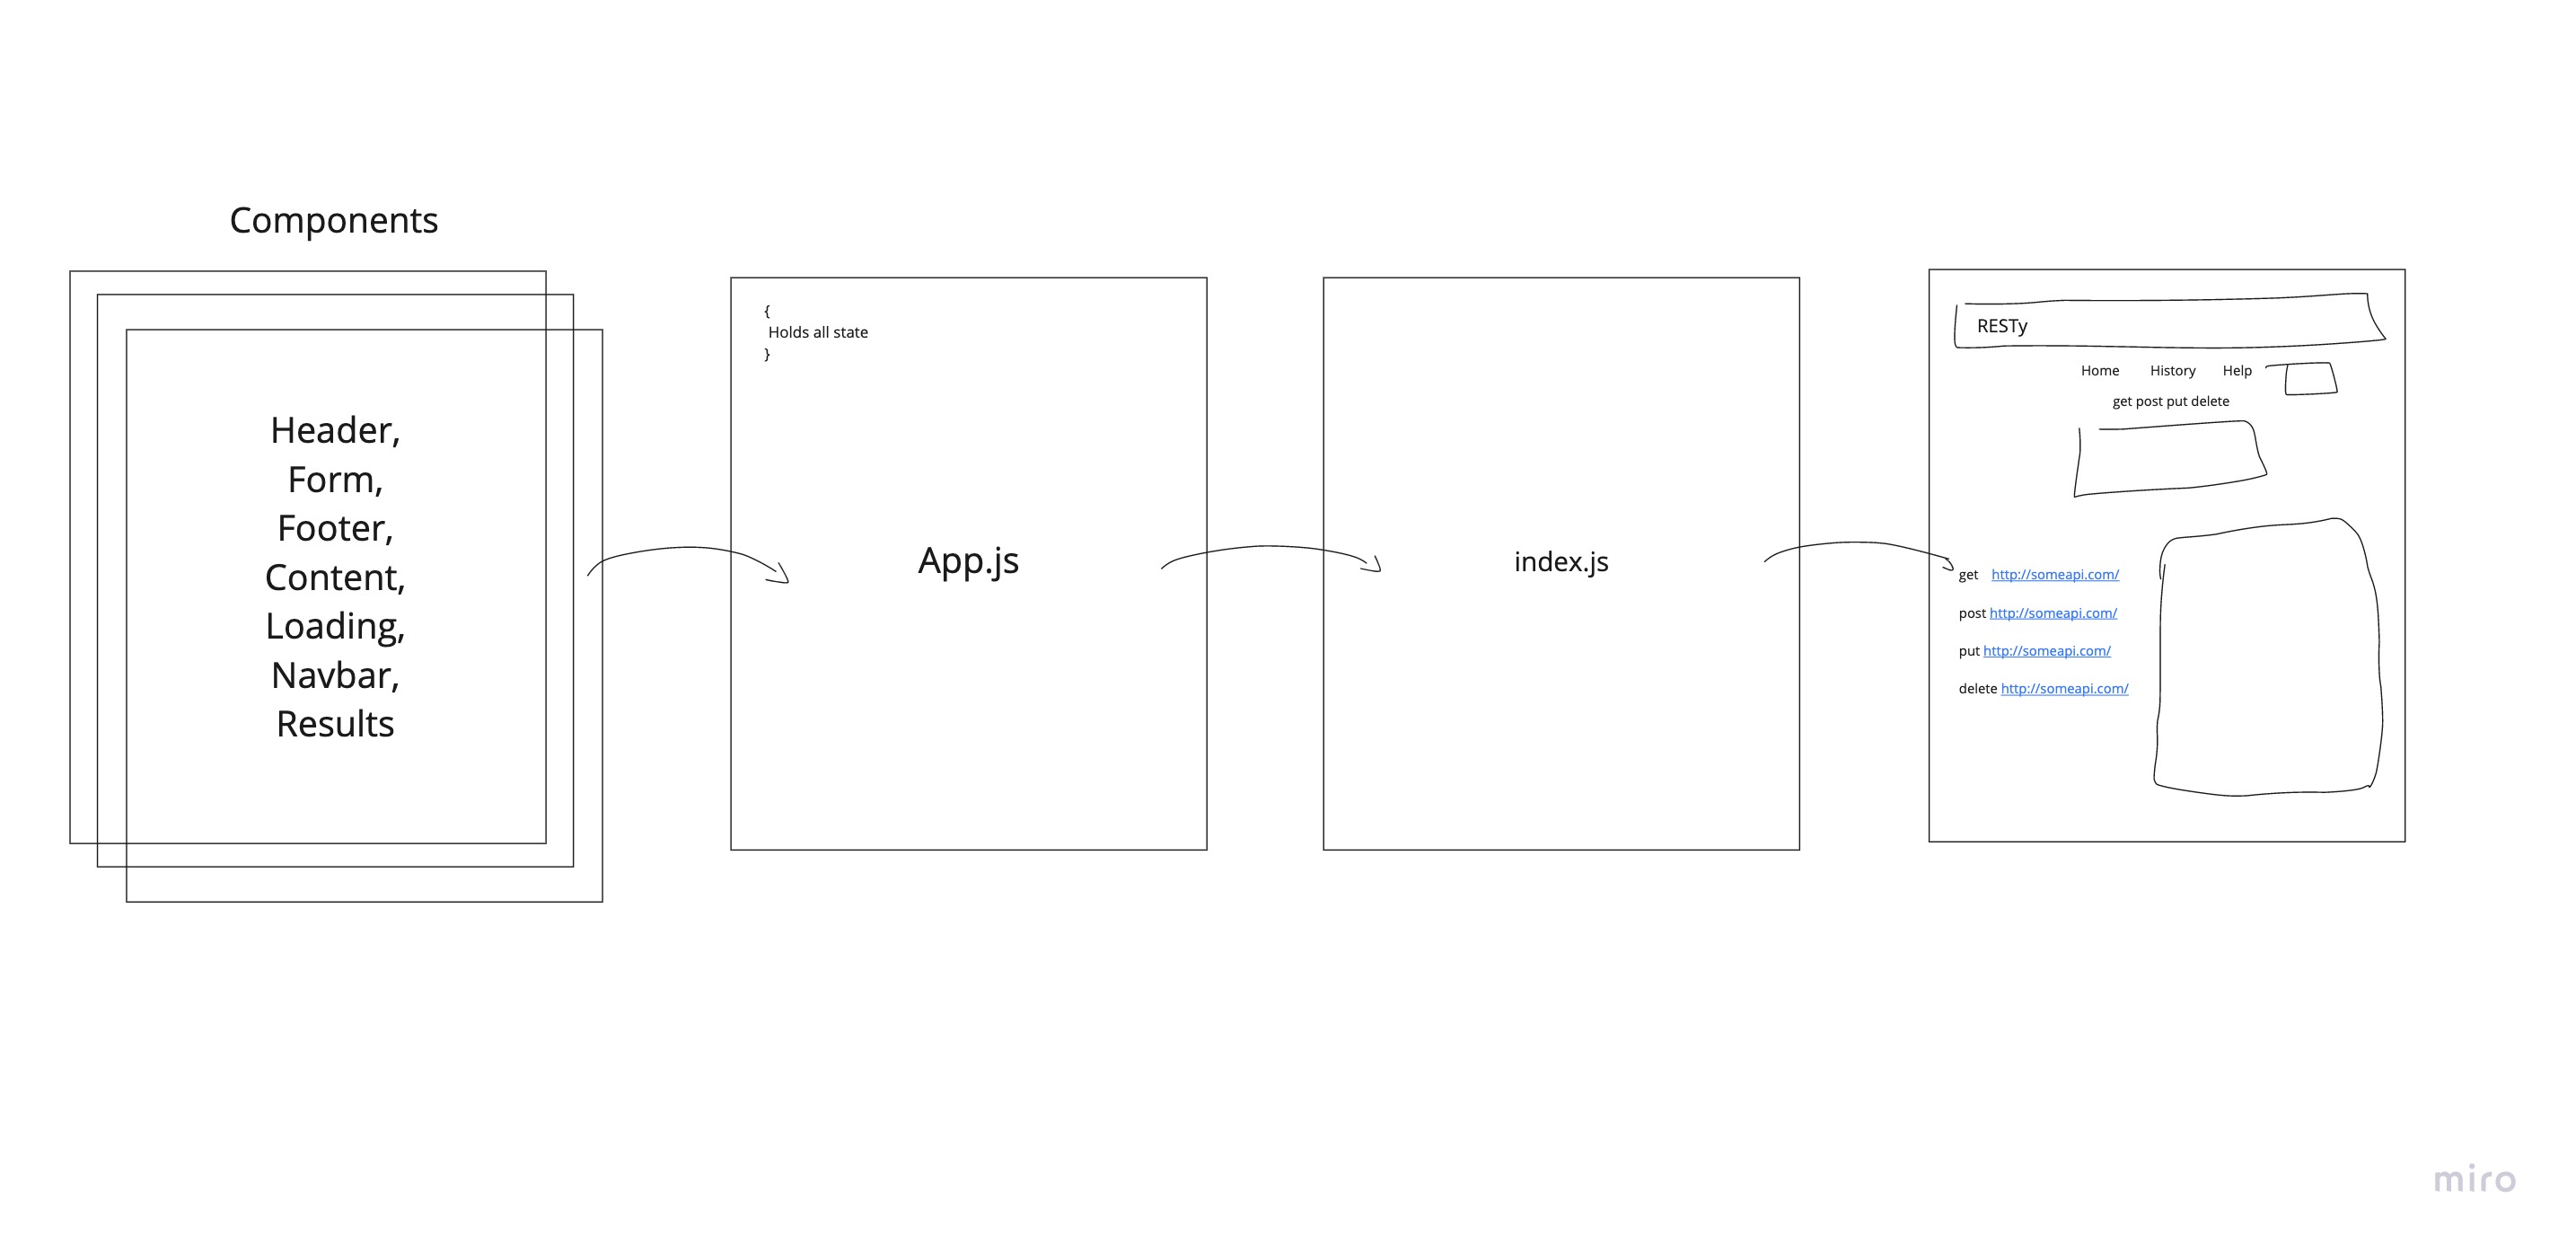 Components
Header,
Form,
Footer,
Content,
Loading,
Navbar,
Results
{
Holds all state
}
App.js
index.js
RESTy
Home History Help
get post put delete
get http://someapi.com/
post http://someapi.com/
put http://someapi.com/
delete http://someapi.com/
miro